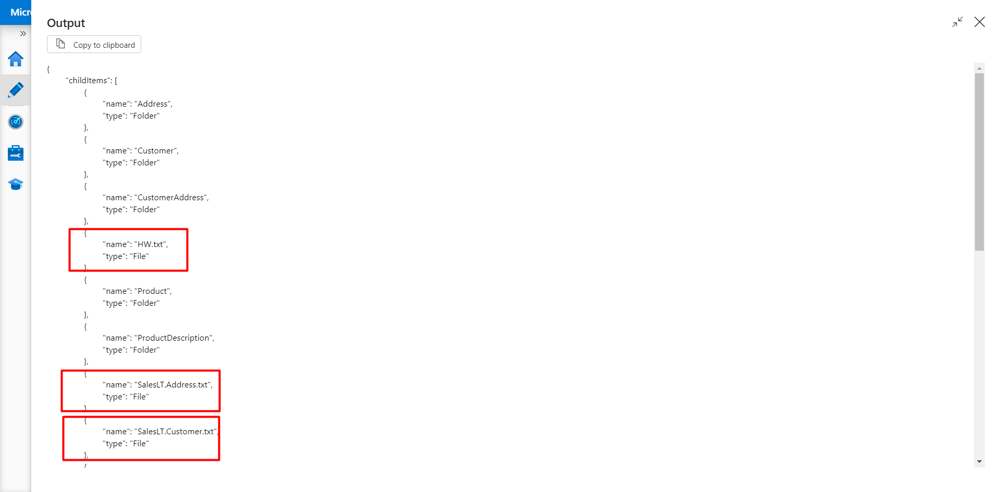 Micr
Output
Copy to clipboard
{
"childItems": [
{
"name": "Address",
"type": "Folder"
},
{
"name": "Customer",
"type": "Folder"
},
{
"name": "CustomerAddress",
"type": "Folder"
},
{
"name": "HW.txt",
"type": "File"
},
{
"name": "Product",
"type": "Folder"
},
{
"name": "ProductDescription",
"type": "Folder"
},
{
"name": "SalesLT.Address.txt",
"type": "File"
},
{
"name": "SalesLT.Customer.txt",
"type": "File"
},
{